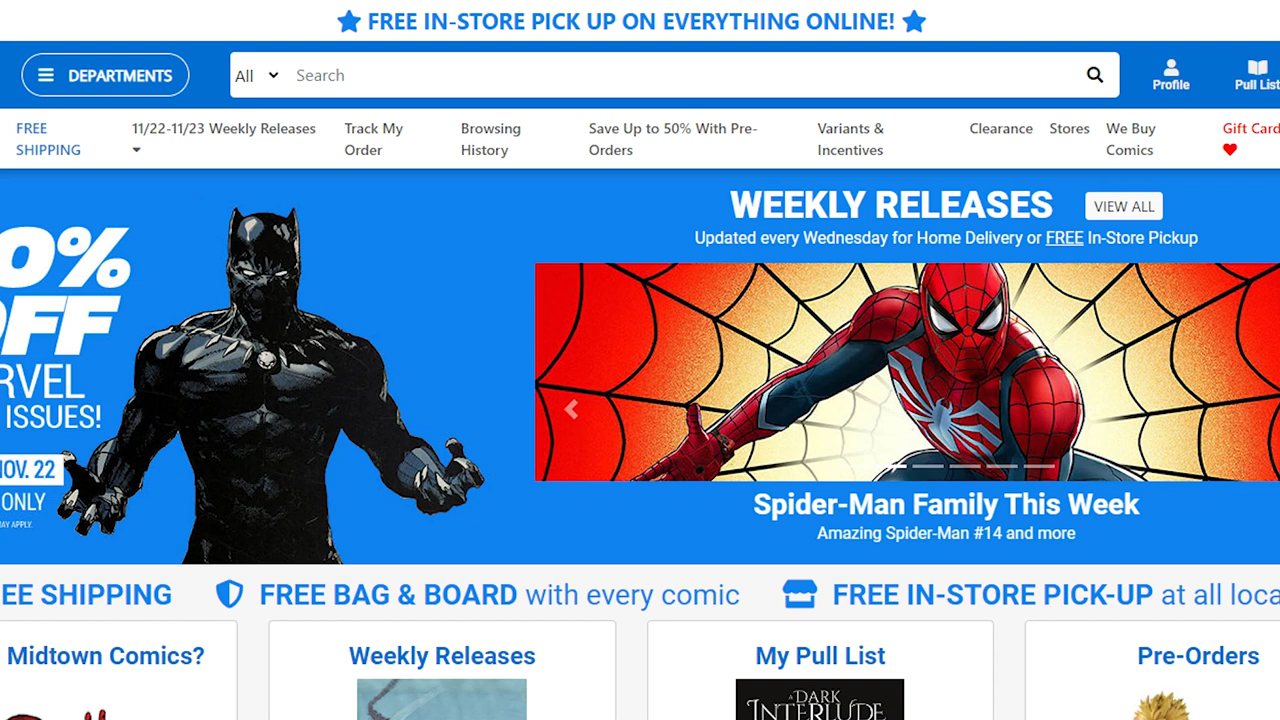 FREE IN-STORE PICK UP ON EVERYTHING ONLINE!
DEPARTMENTS
All
Search
Profile
Pull List
FREE SHIPPING
11/22-11/23 Weekly Releases
Track My Order
Browsing History
Save Up to 50% With Pre-Orders
Variants & Incentives
Clearance
Stores
We Buy Comics
Gift Card
0%
OFF
RVEL
ISSUES!
NOV. 22
ONLY
MAY APPLY.
WEEKLY RELEASES
VIEW ALL
Updated every Wednesday for Home Delivery or FREE In-Store Pickup
Spider-Man Family This Week
Amazing Spider-Man #14 and more
EE SHIPPING
FREE BAG & BOARD with every comic
FREE IN-STORE PICK-UP at all loca
Midtown Comics?
Weekly Releases
My Pull List
Pre-Orders
A DARK
INTERLUDE